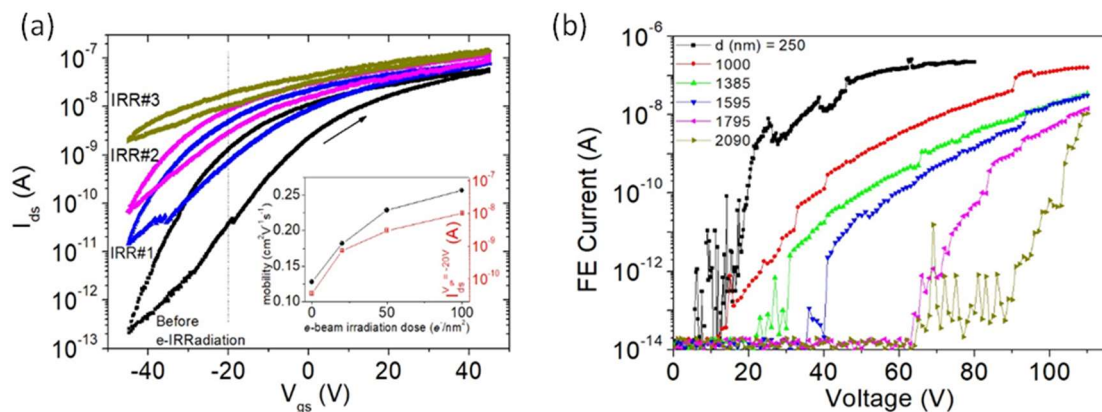 (a)
10⁻⁷
10⁻⁸
10⁻⁹
10⁻¹⁰
10⁻¹¹
10⁻¹²
10⁻¹³
I_ds (A)
IRR#3
IRR#2
IRR#1
Before
e-IRRadiation
-40 -20 0 20 40
V_gs (V)
0.25
0.20
0.15
0.10
mobility (cm²V⁻¹s⁻¹)
0 50 100
e-beam irradiation dose (e⁻/nm²)
10⁻⁷
10⁻⁸
10⁻⁹
10⁻¹⁰
I_ds^(V_gs = -20V) (A)
(b)
10⁻⁶
10⁻⁸
10⁻¹⁰
10⁻¹²
10⁻¹⁴
FE Current (A)
d (nm) = 250
1000
1385
1595
1795
2090
0 20 40 60 80 100
Voltage (V)